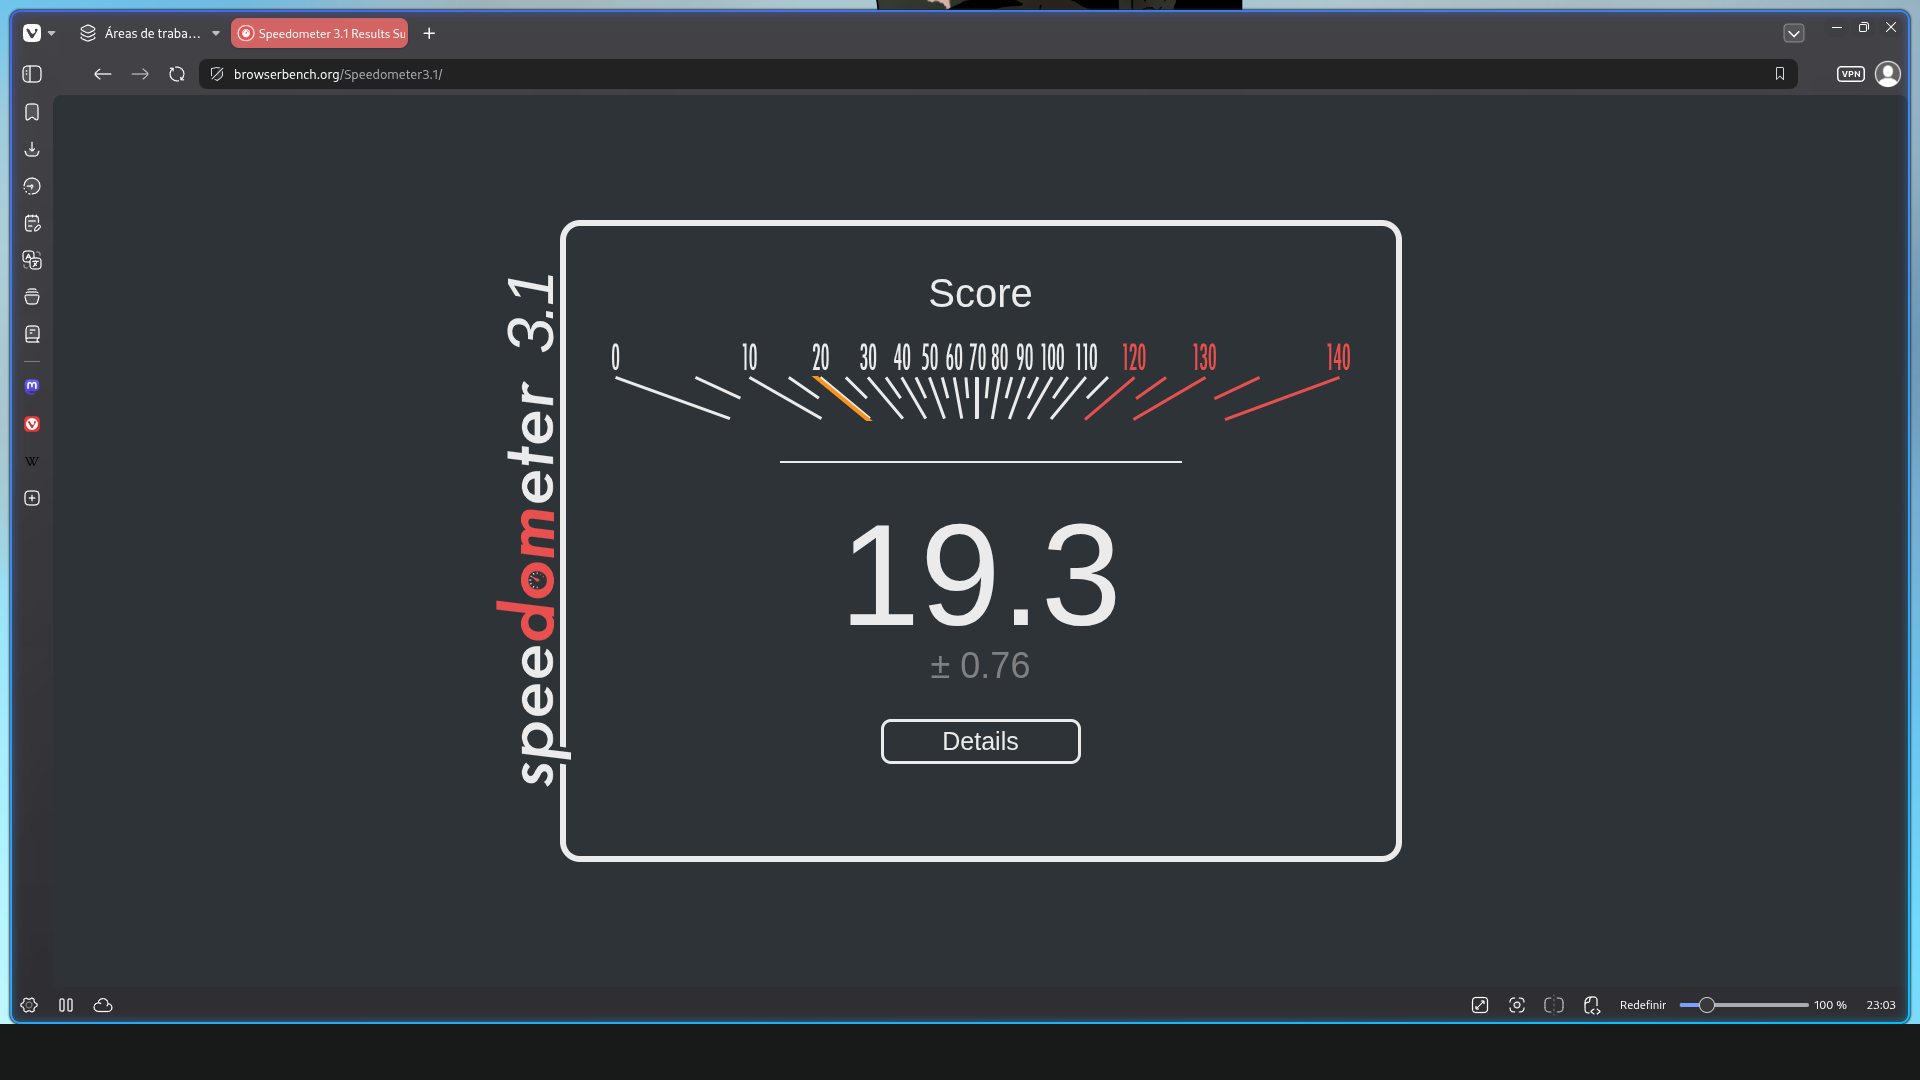 Áreas de traba...
Speedometer 3.1 Results Su
browserbench.org/Speedometer3.1/
VPN
speedometer 3.1
Score
0 10 20 30 40 50 60 70 80 90 100 110 120 130 140
19.3
± 0.76
Details
Redefinir 100 % 23:03